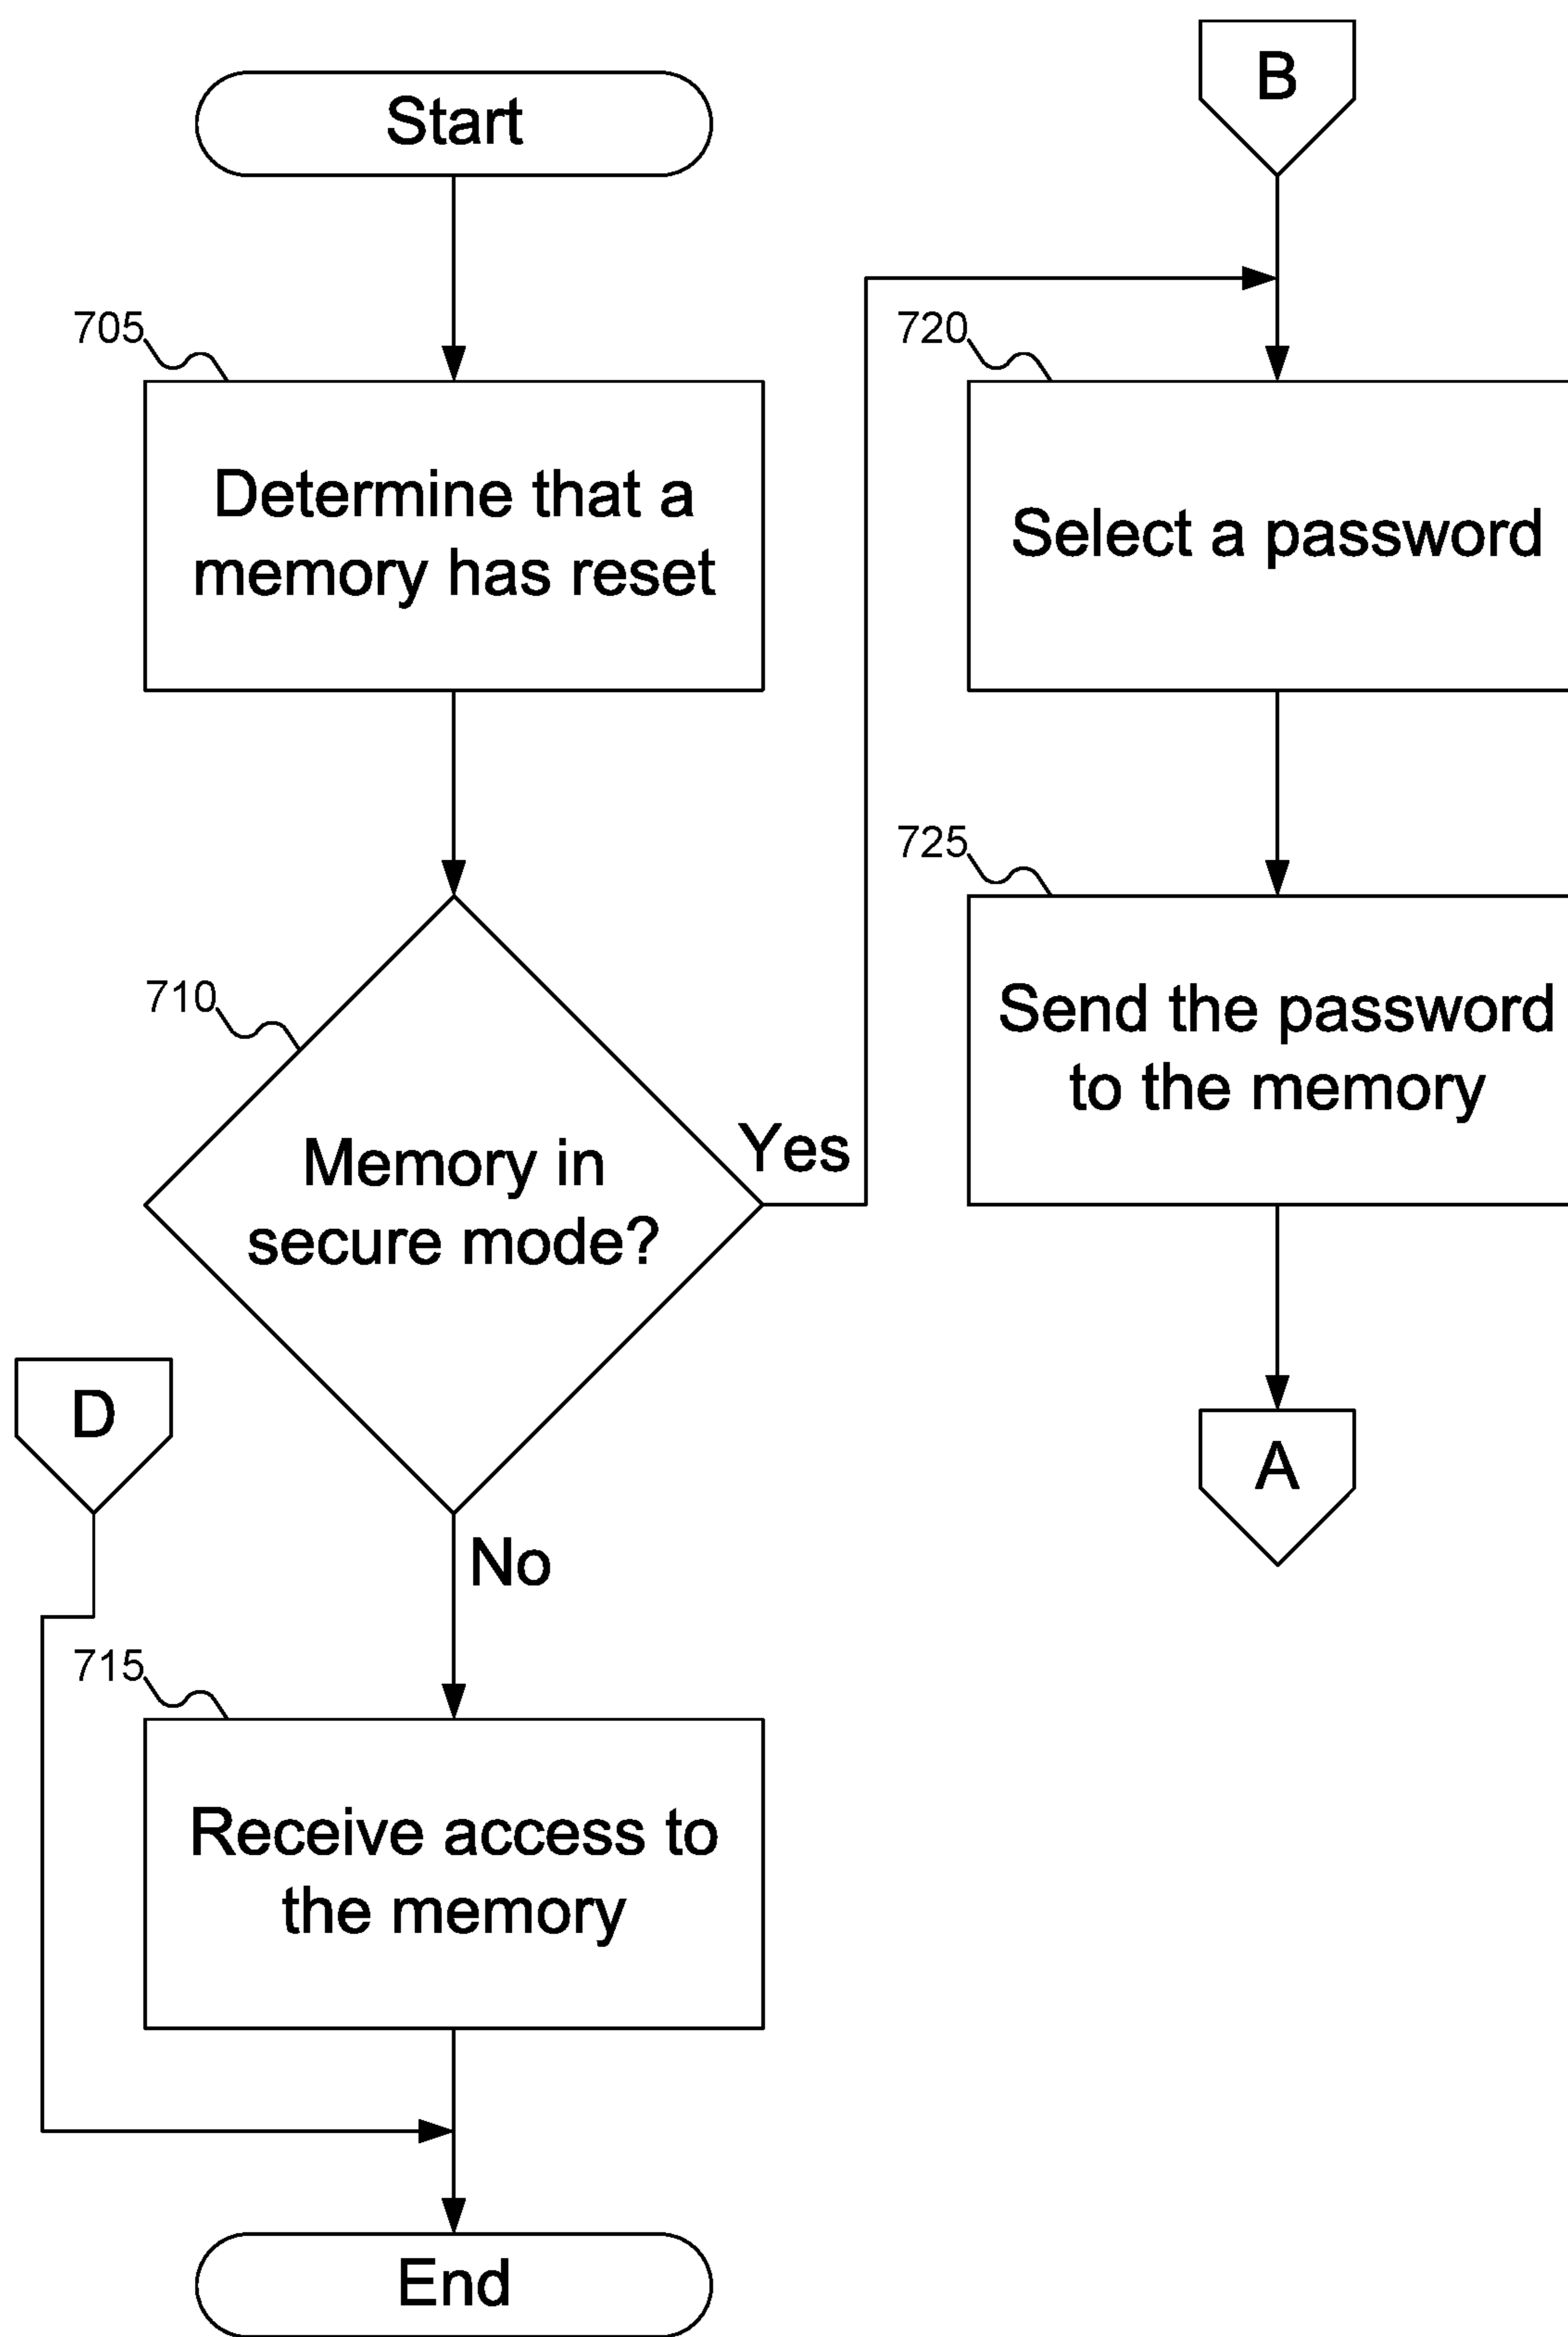 Start
705
Determine that a
memory has reset
710
Memory in
secure mode?
Yes
No
D
715
Receive access to
the memory
End
B
720
Select a password
725
Send the password
to the memory
A